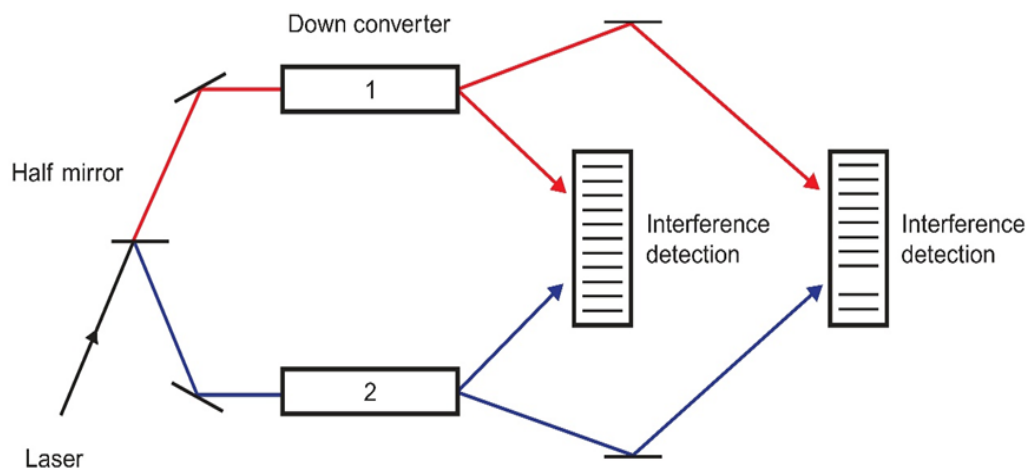 Down converter
1
Half mirror
Interference
detection
Interference
detection
2
Laser